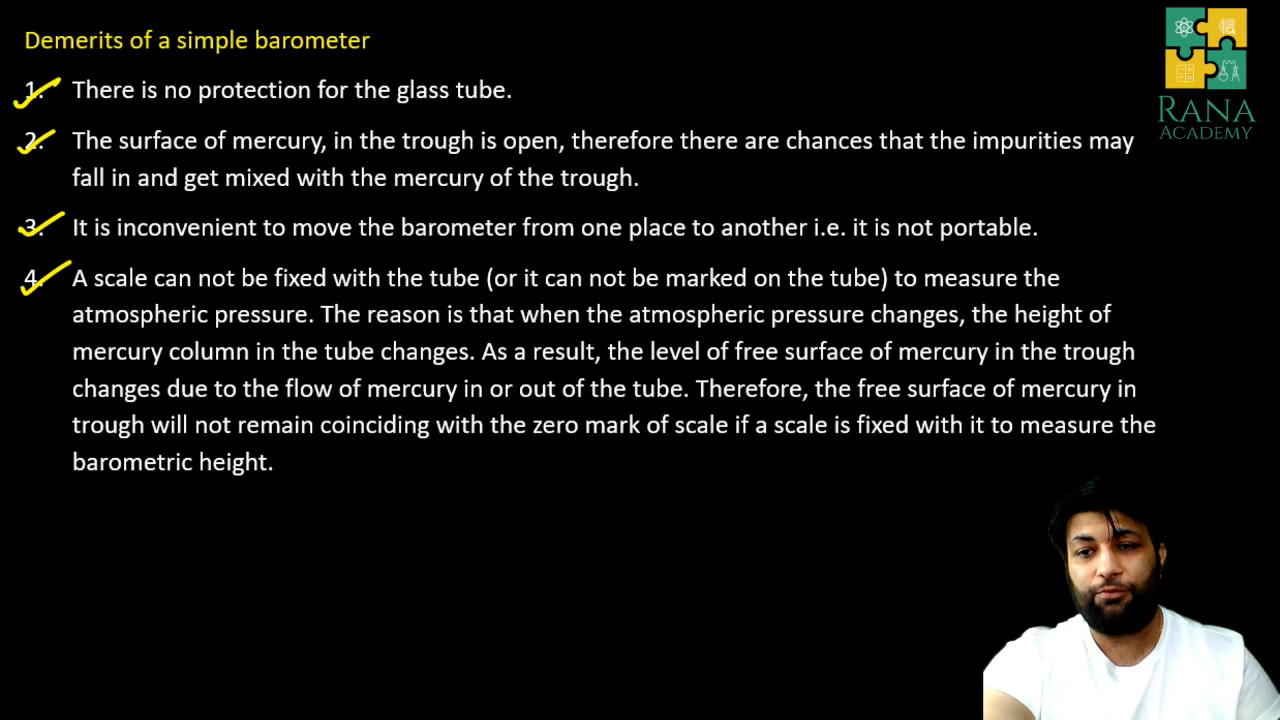 Demerits of a simple barometer
RANA
ACADEMY
1. There is no protection for the glass tube.
2. The surface of mercury, in the trough is open, therefore there are chances that the impurities may
fall in and get mixed with the mercury of the trough.
3. It is inconvenient to move the barometer from one place to another i.e. it is not portable.
4. A scale can not be fixed with the tube (or it can not be marked on the tube) to measure the
atmospheric pressure. The reason is that when the atmospheric pressure changes, the height of
mercury column in the tube changes. As a result, the level of free surface of mercury in the trough
changes due to the flow of mercury in or out of the tube. Therefore, the free surface of mercury in
trough will not remain coinciding with the zero mark of scale if a scale is fixed with it to measure the
barometric height.